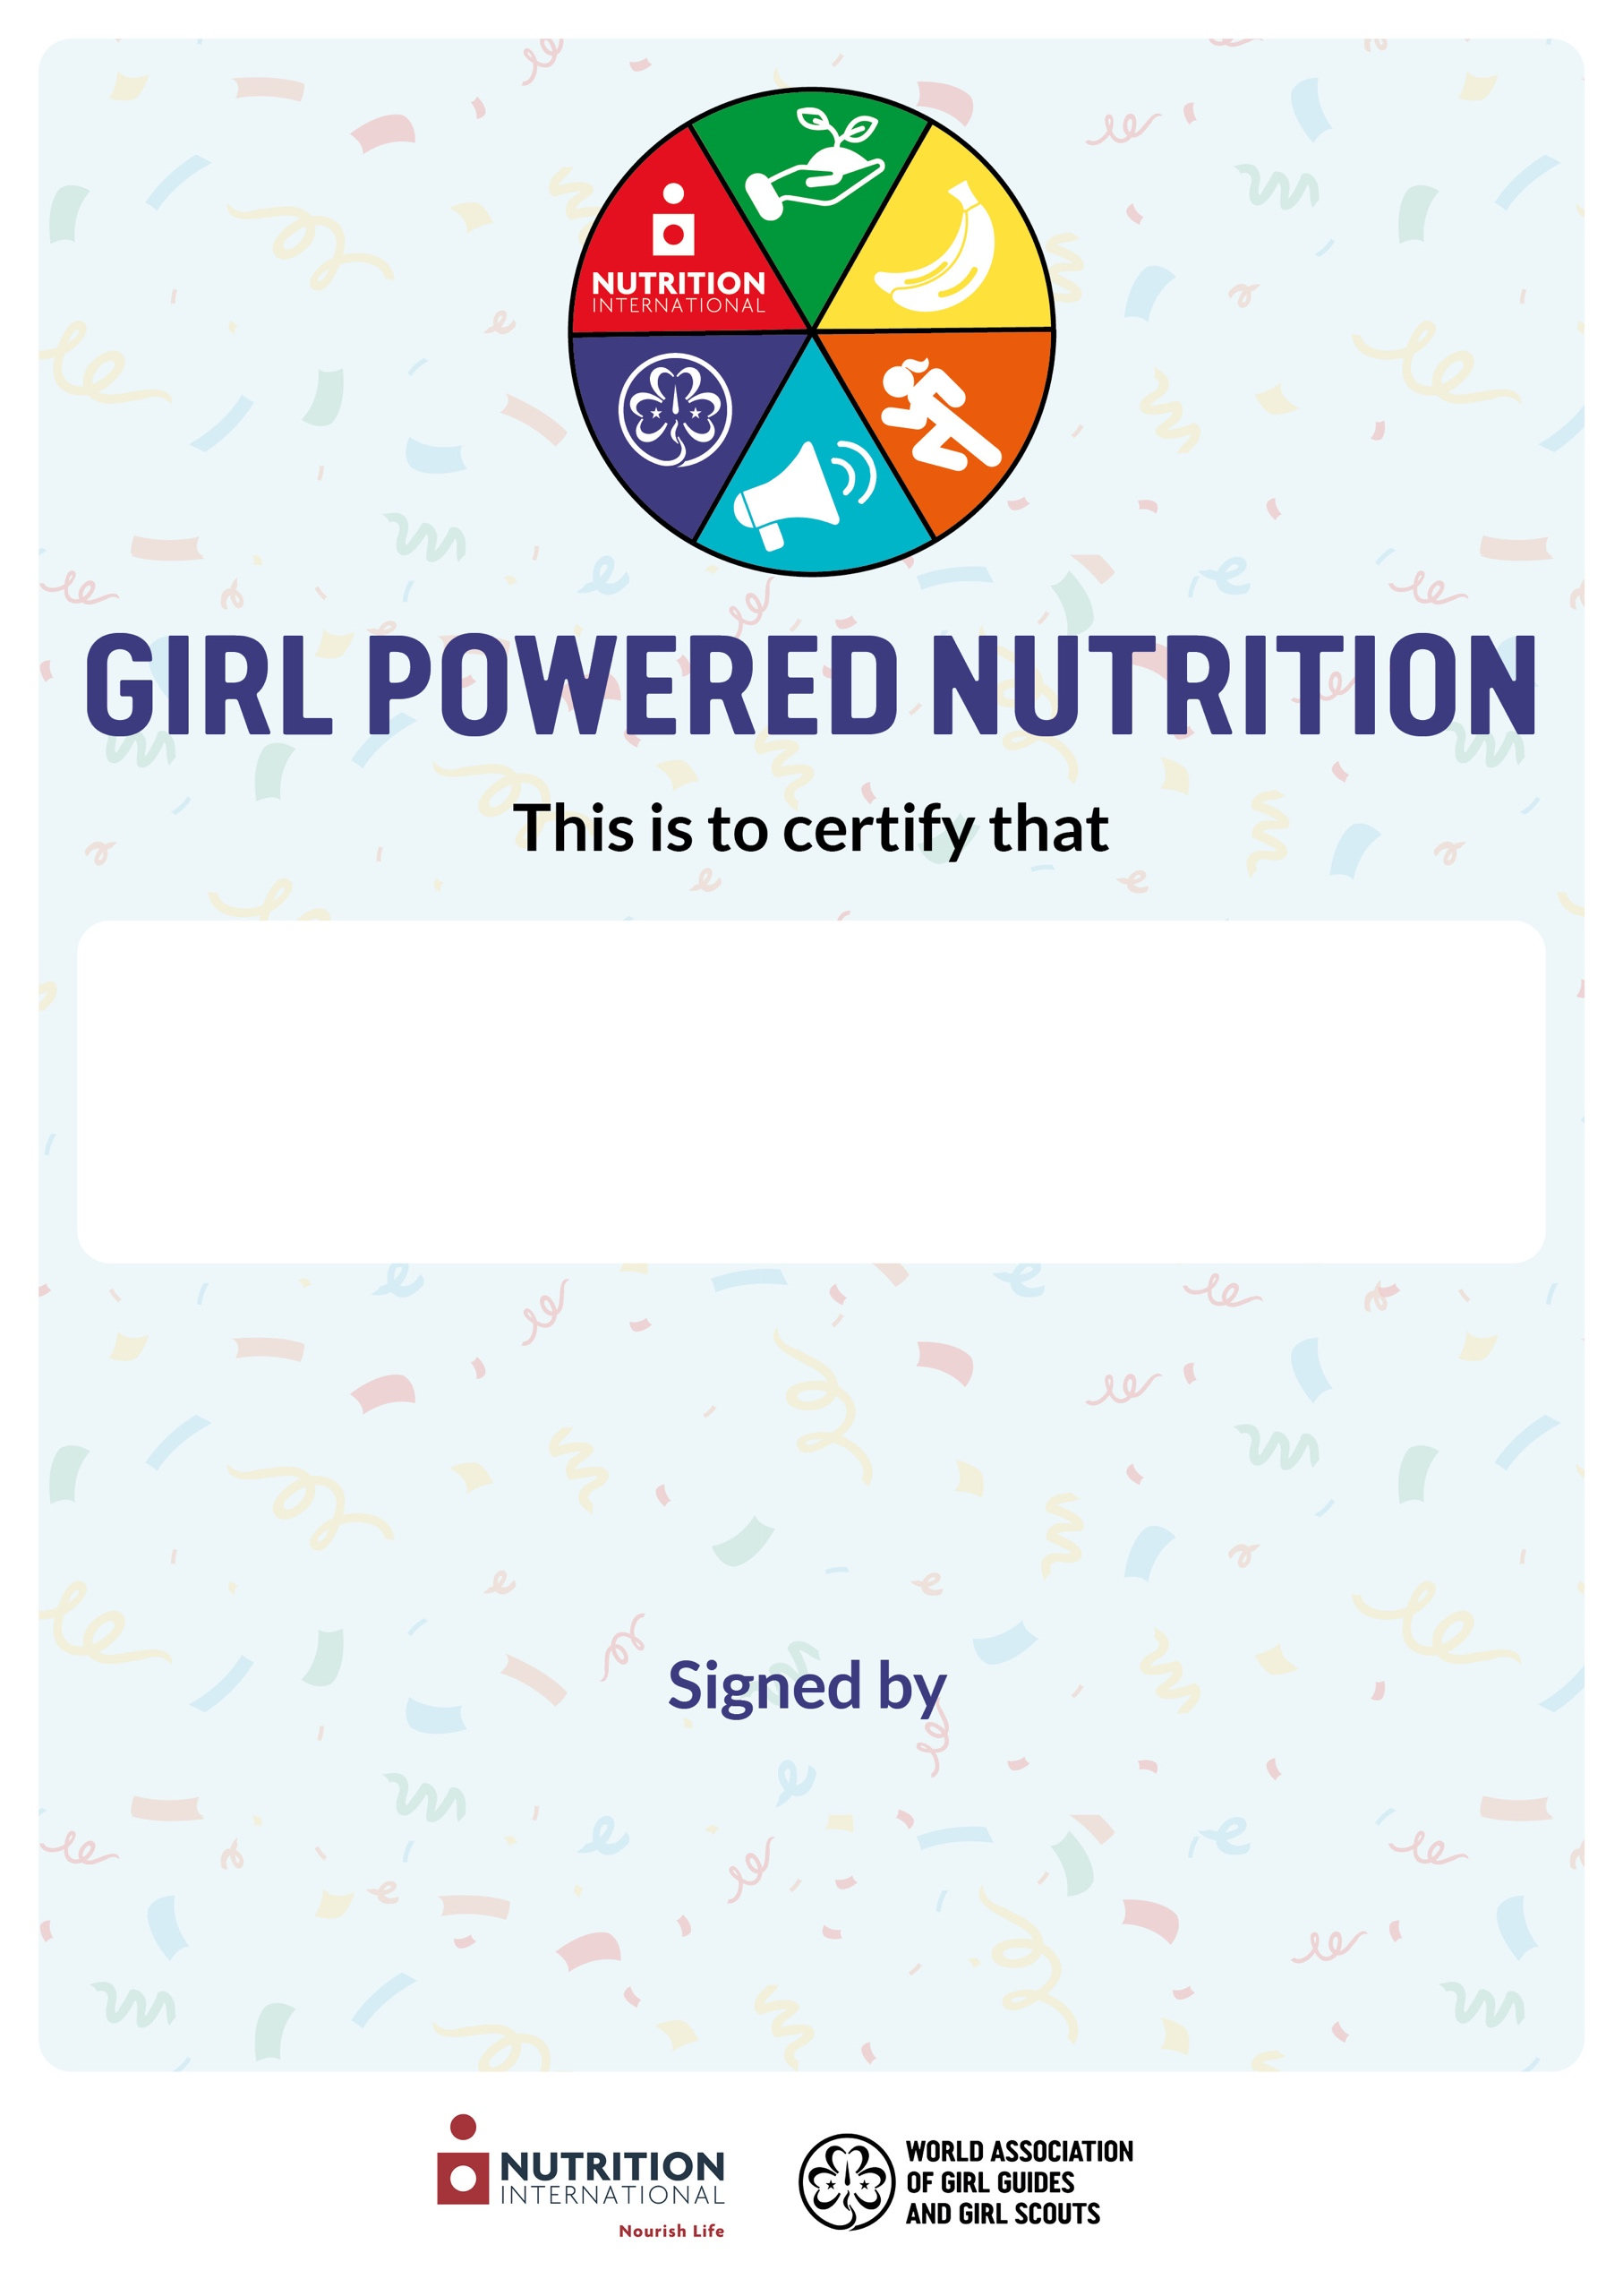 NUTRITION
INTERNATIONAL
GIRL POWERED NUTRITION
This is to certify that
Signed by
NUTRITION
INTERNATIONAL
Nourish Life
WORLD ASSOCIATION
OF GIRL GUIDES
AND GIRL SCOUTS